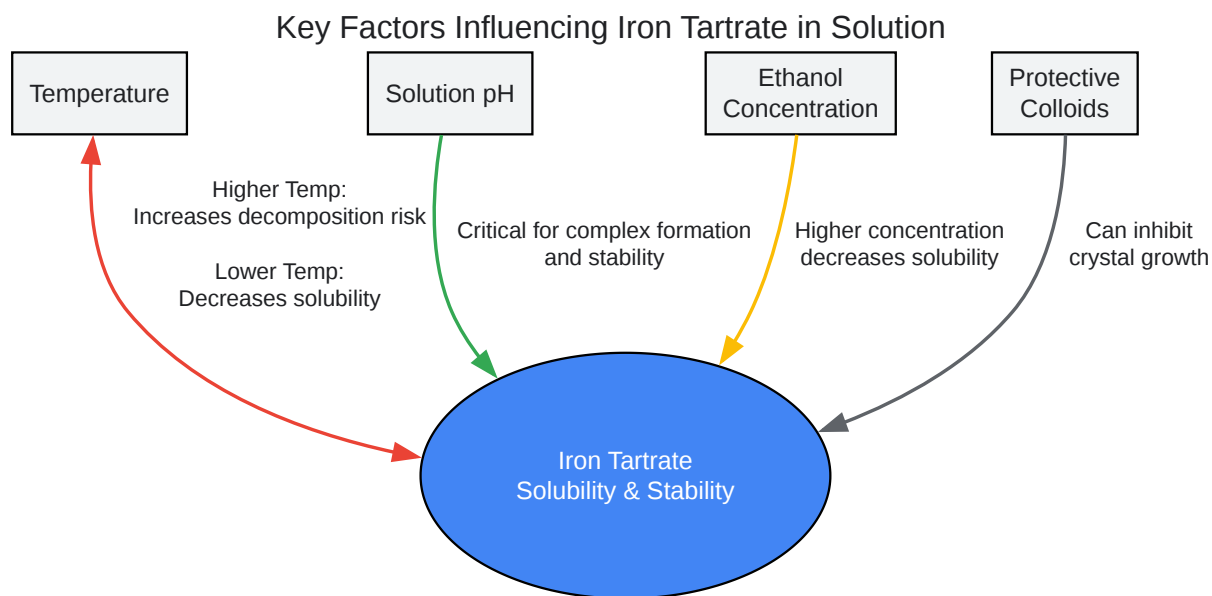 Key Factors Influencing Iron Tartrate in Solution
Temperature
Solution pH
Ethanol
Concentration
Protective
Colloids
Higher Temp:
Increases decomposition risk
Lower Temp:
Decreases solubility
Critical for complex formation
and stability
Higher concentration
decreases solubility
Can inhibit
crystal growth
Iron Tartrate
Solubility & Stability